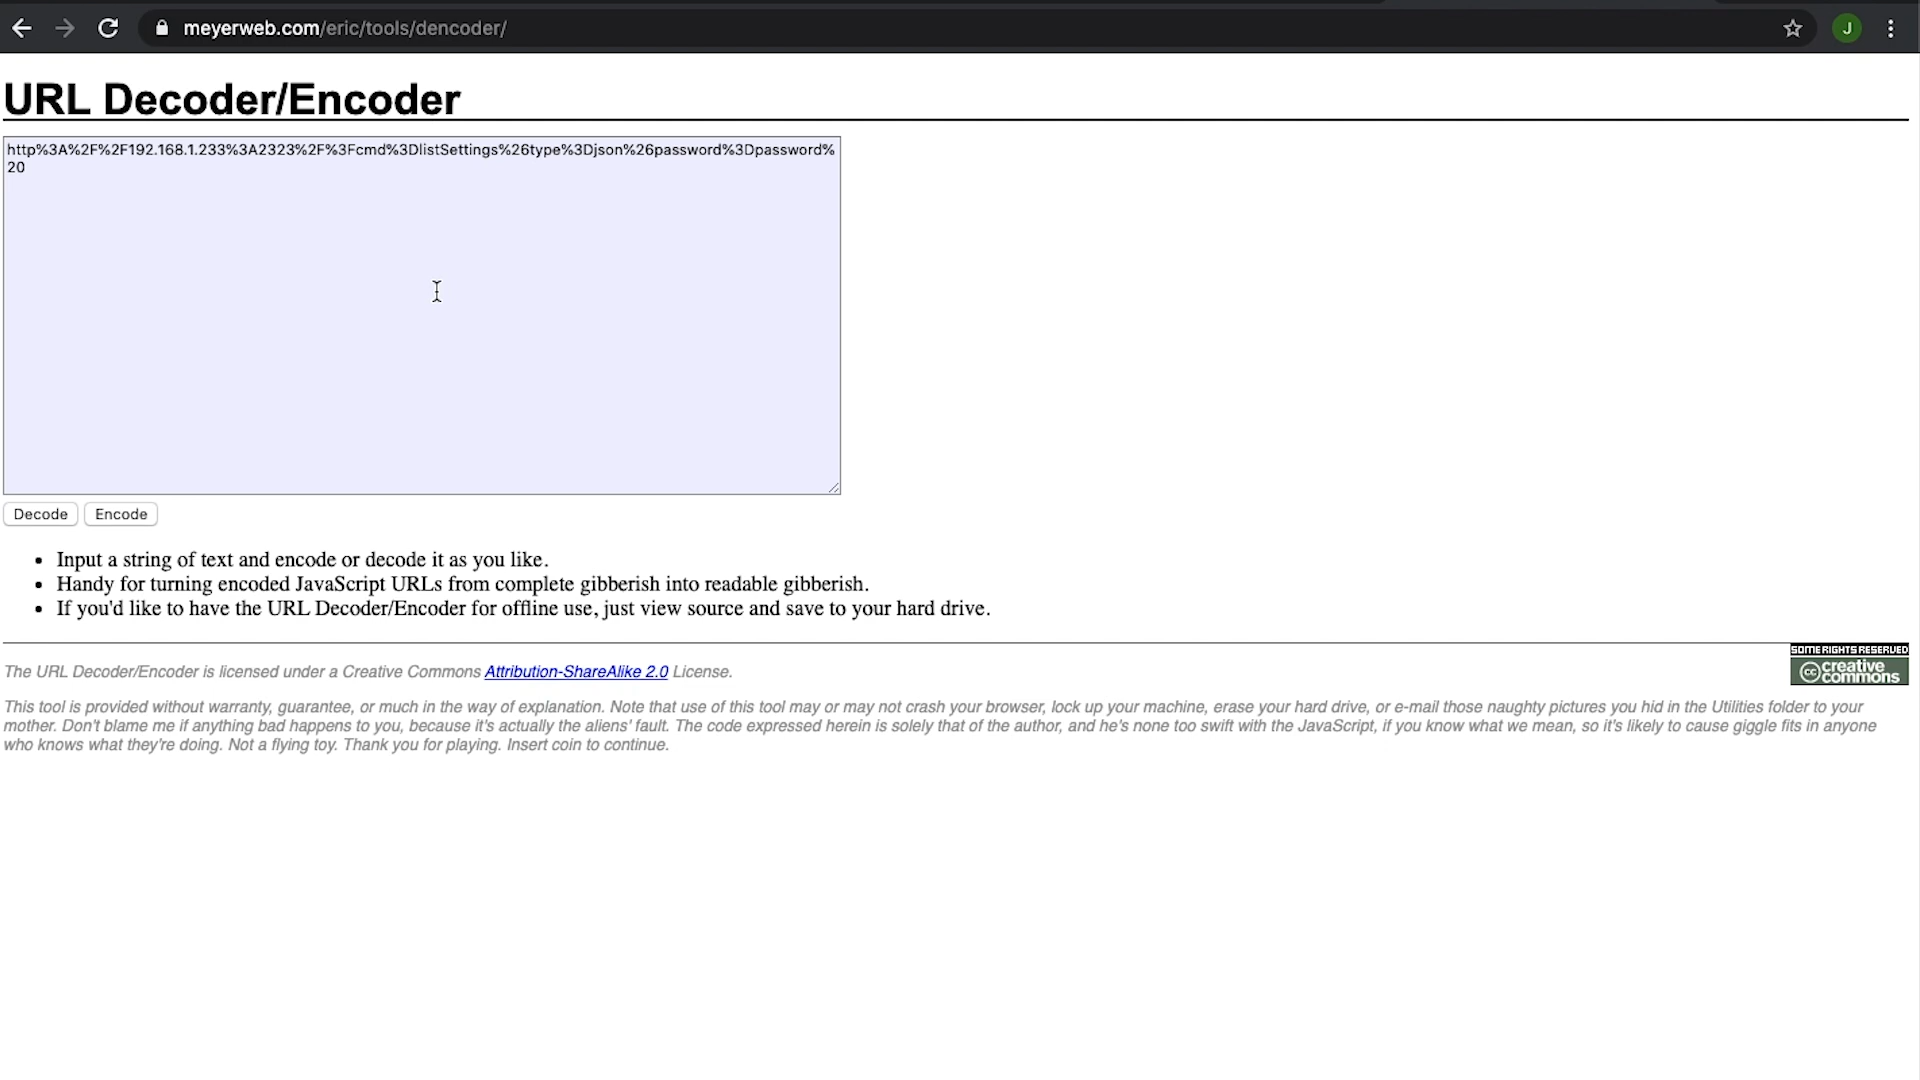 meyerweb.com/eric/tools/dencoder/
J
URL Decoder/Encoder
http%3A%2F%2F192.168.1.233%3A2323%2F%3Fcmd%3DlistSettings%26type%3Djson%26password%3Dpassword%
20
Decode Encode
• Input a string of text and encode or decode it as you like.
• Handy for turning encoded JavaScript URLs from complete gibberish into readable gibberish.
• If you'd like to have the URL Decoder/Encoder for offline use, just view source and save to your hard drive.
SOME RIGHTS RESERVED
cc creative
commons
The URL Decoder/Encoder is licensed under a Creative Commons Attribution-ShareAlike 2.0 License.
This tool is provided without warranty, guarantee, or much in the way of explanation. Note that use of this tool may or may not crash your browser, lock up your machine, erase your hard drive, or e-mail those naughty pictures you hid in the Utilities folder to your
mother. Don't blame me if anything bad happens to you, because it's actually the aliens' fault. The code expressed herein is solely that of the author, and he's none too swift with the JavaScript, if you know what we mean, so it's likely to cause giggle fits in anyone
who knows what they're doing. Not a flying toy. Thank you for playing. Insert coin to continue.